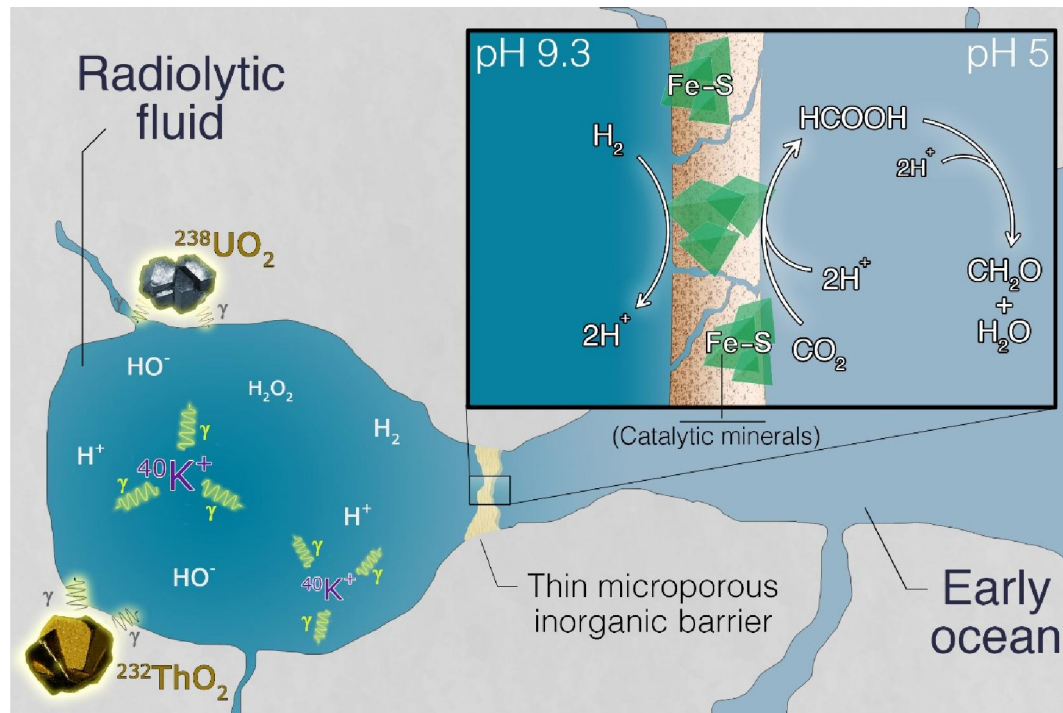 Radiolytic
fluid
²³⁸UO₂
γ
γ
HO⁻
H₂O₂
H₂
H⁺
γ
⁴⁰K⁺
γ
γ
H⁺
HO⁻
γ
⁴⁰K⁺
γ
γ
γ
γ
²³²ThO₂
pH 9.3
pH 5
Fe–S
H₂
HCOOH
2H⁺
2H⁺
2H⁺
CH₂O
+
H₂O
Fe–S
CO₂
(Catalytic minerals)
Thin microporous
inorganic barrier
Early
ocean